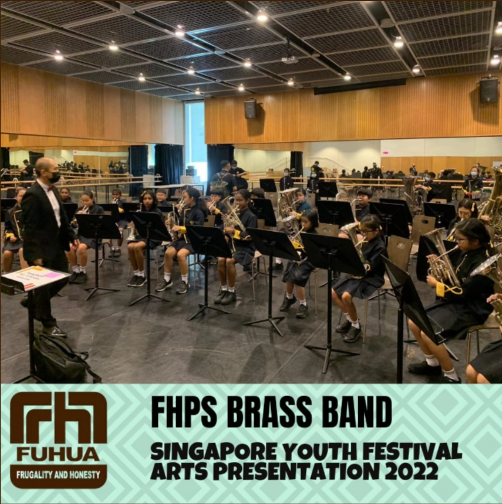 FHPS BRASS BAND
SINGAPORE YOUTH FESTIVAL
ARTS PRESENTATION 2022
FUHUA
FRUGALITY AND HONESTY